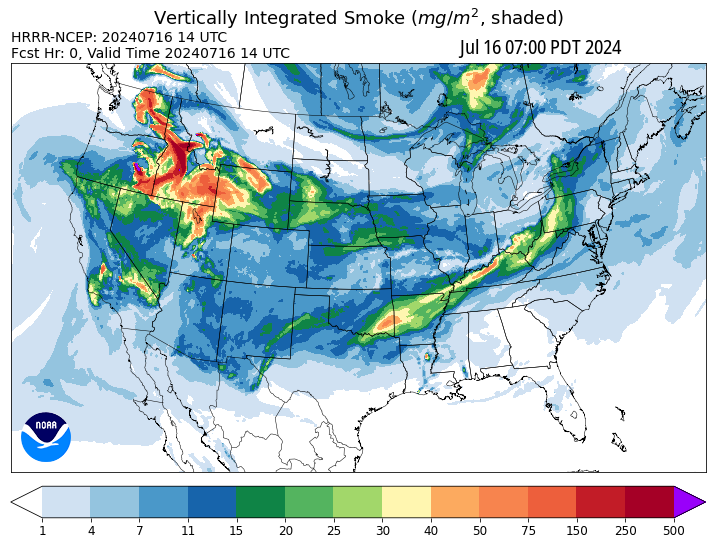 Vertically Integrated Smoke (mg/m², shaded)
HRRR-NCEP: 20240716 14 UTC
Fcst Hr: 0, Valid Time 20240716 14 UTC
Jul 16 07:00 PDT 2024
NOAA
1 4 7 11 15 20 25 30 40 50 75 150 250 500